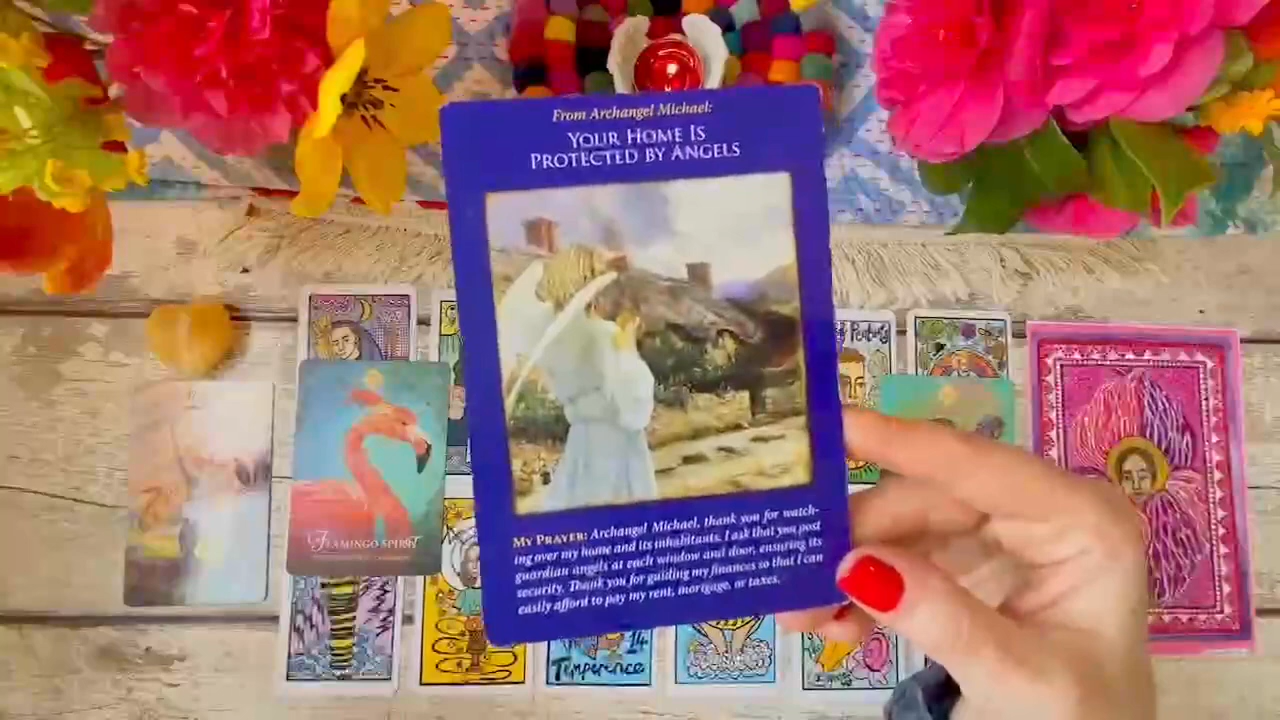 From Archangel Michael:
YOUR HOME IS
PROTECTED BY ANGELS
MY PRAYER: Archangel Michael, thank you for watch-
ing over my home and its inhabitants. I ask that you post
guardian angels at each window and door, ensuring its
security. Thank you for guiding my finances so that I can
easily afford to pay my rent, mortgage, or taxes.
FLAMINGO SPIRIT
14
Temperence